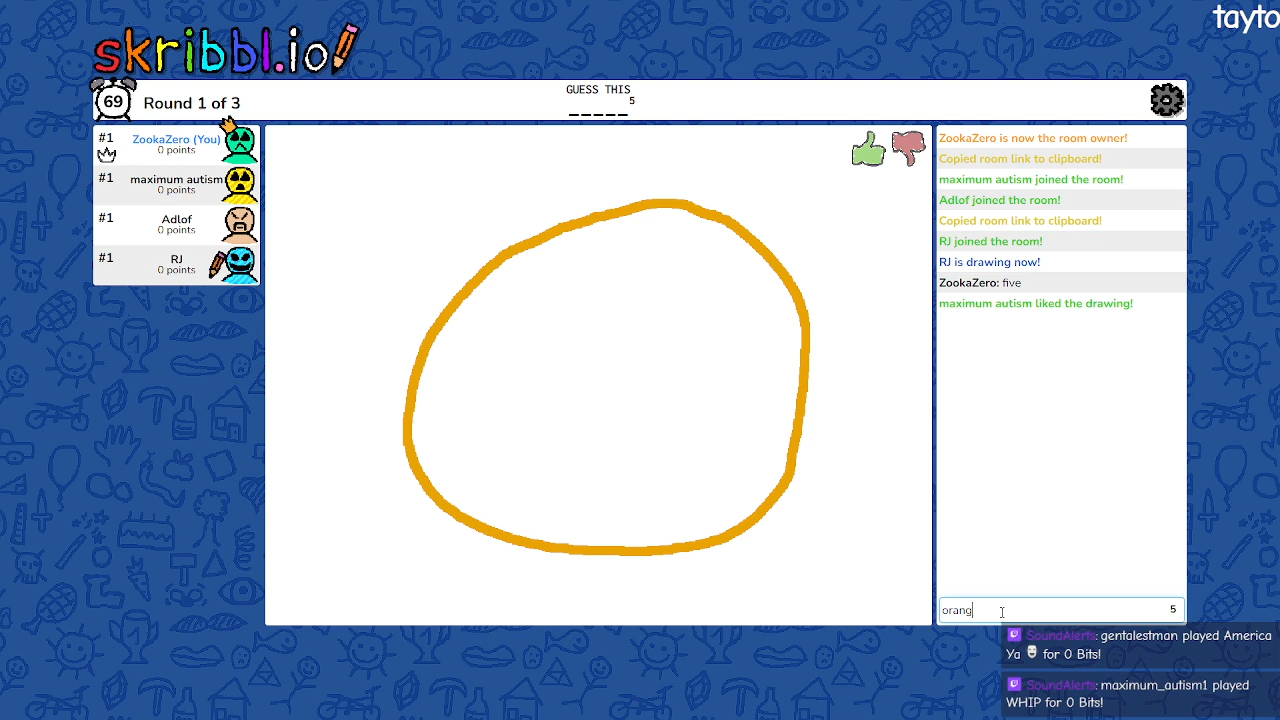 tayto
skribbl.io
69
Round 1 of 3
GUESS THIS
5
_____
#1
ZookaZero (You)
0 points
#1
maximum autism
0 points
#1
Adlof
0 points
#1
RJ
0 points
ZookaZero is now the room owner!
Copied room link to clipboard!
maximum autism joined the room!
Adlof joined the room!
Copied room link to clipboard!
RJ joined the room!
RJ is drawing now!
ZookaZero: five
maximum autism liked the drawing!
orang
5
SoundAlerts: gentalestman played America
Ya for 0 Bits!
SoundAlerts: maximum_autism1 played
WHIP for 0 Bits!